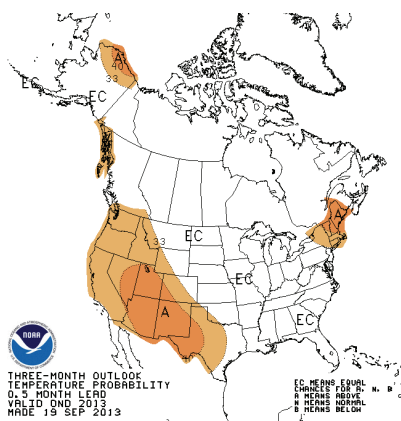 A
40
33
EC
EC
A
EC
33
EC
A
EC
NOAA
THREE-MONTH OUTLOOK
TEMPERATURE PROBABILITY
0.5 MONTH LEAD
VALID OND 2013
MADE 19 SEP 2013
EC MEANS EQUAL
CHANCES FOR A, N, B
A MEANS ABOVE
N MEANS NORMAL
B MEANS BELOW